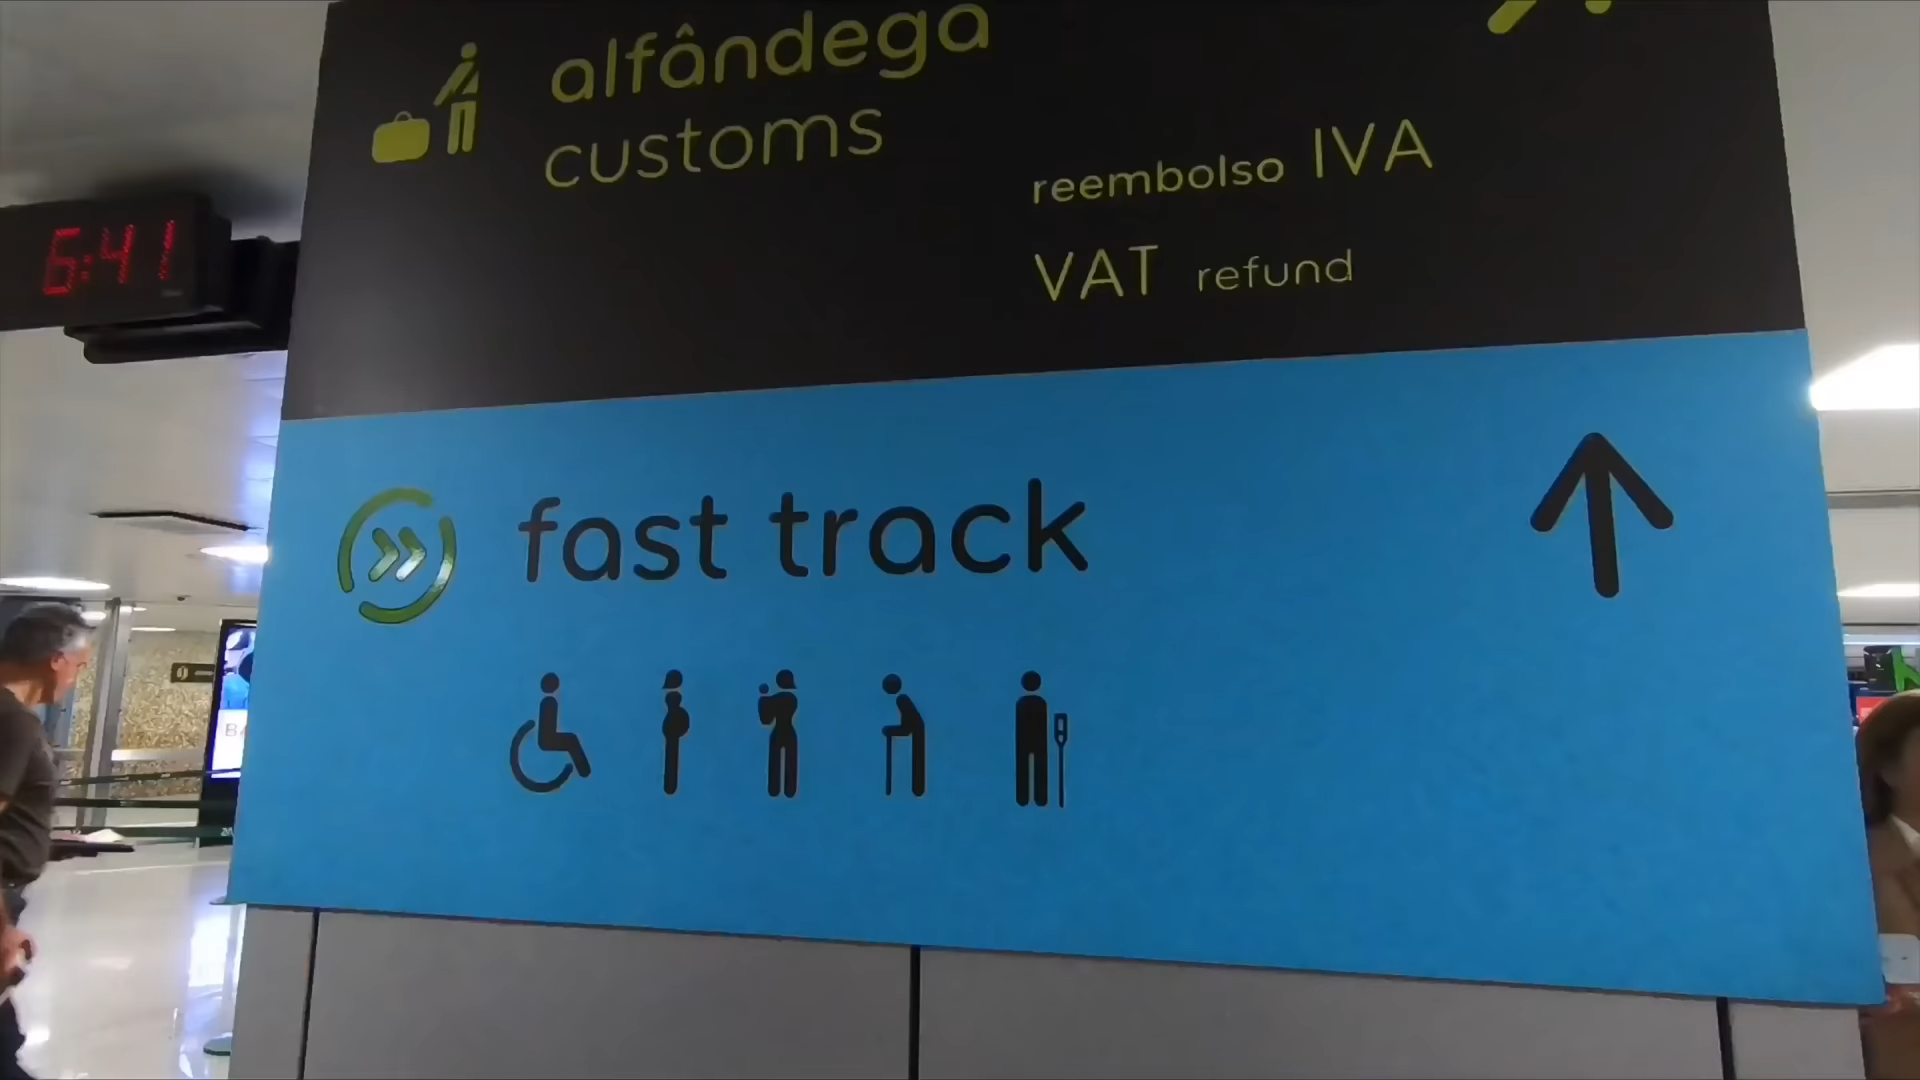 6:41
alfândega
customs
reembolso IVA
VAT refund
fast track